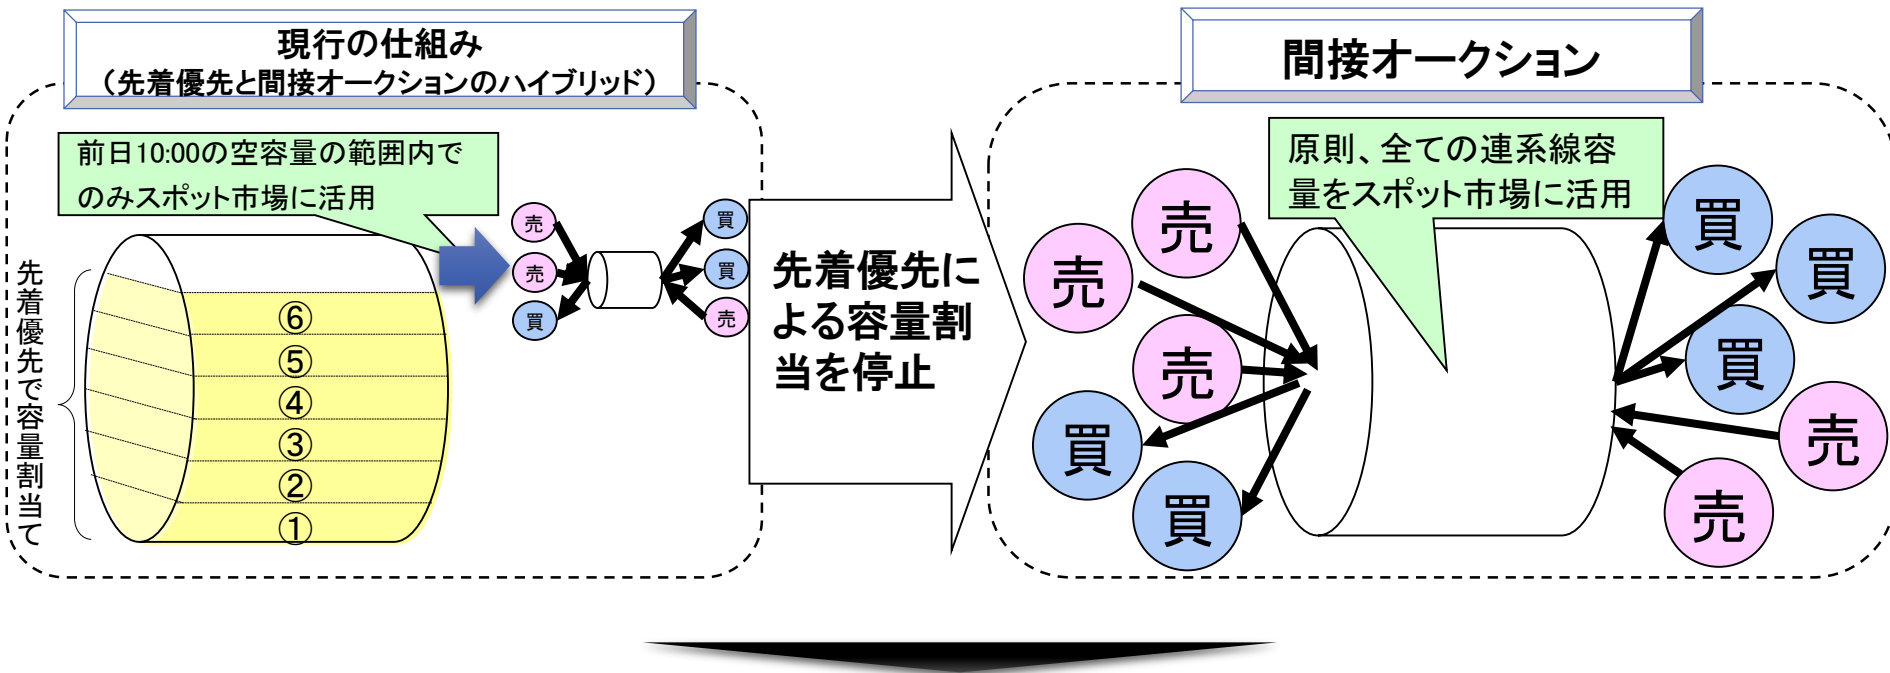 現行の仕組み
（先着優先と間接オークションのハイブリッド）
前日10:00の空容量の範囲内で
のみスポット市場に活用
先着優先で容量割当て
⑥
⑤
④
③
②
①
売
売
買
買
買
売
先着優先に
よる容量割
当を停止
間接オークション
原則、全ての連系線容
量をスポット市場に活用
売
売
売
買
買
買
買
買
売
売